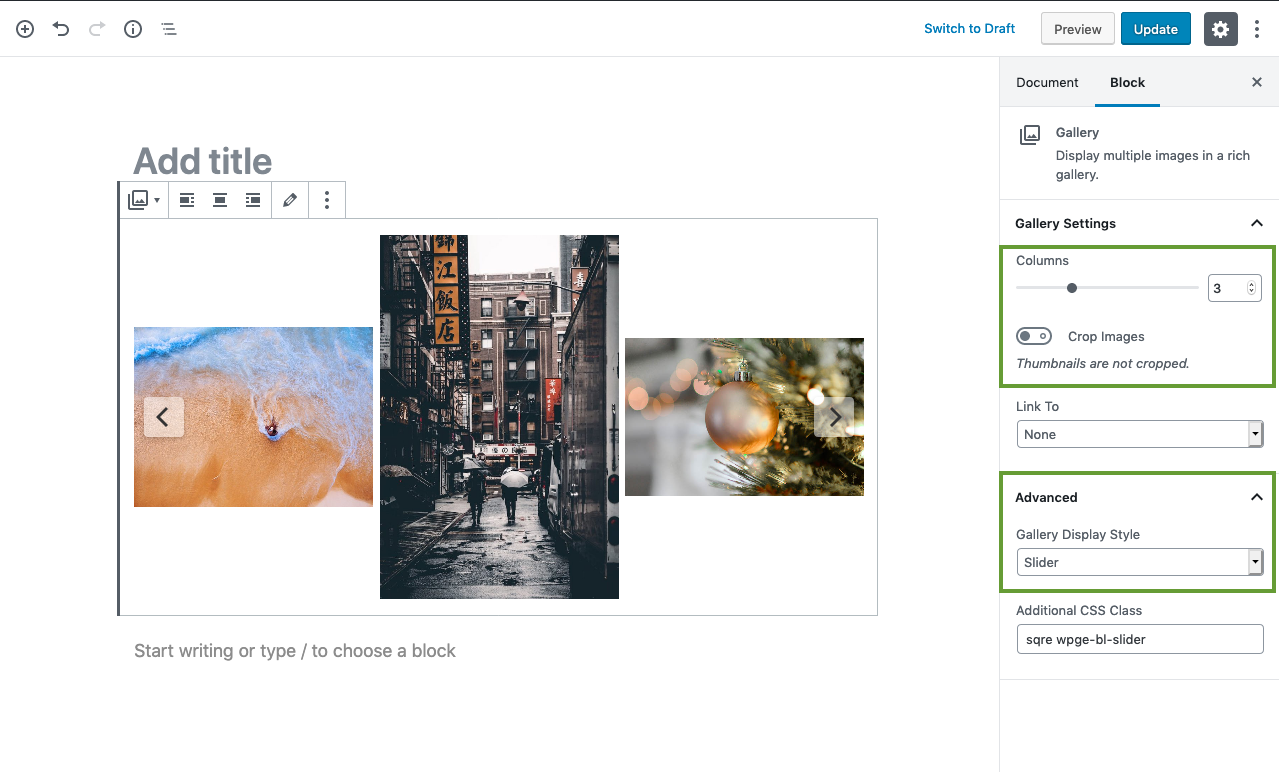 Switch to Draft
Preview
Update
Document
Block
Gallery
Display multiple images in a rich
gallery.
Gallery Settings
Columns
3
Crop Images
Thumbnails are not cropped.
Link To
None
Advanced
Gallery Display Style
Slider
Additional CSS Class
sqre wpge-bl-slider
Add title
錦江飯店
Start writing or type / to choose a block